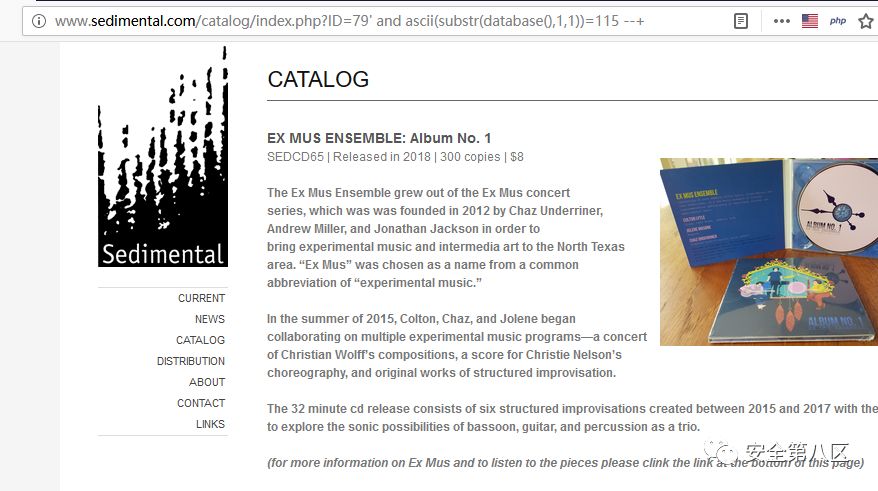 www.sedimental.com/catalog/index.php?ID=79' and ascii(substr(database(),1,1))=115 --+
php
Sedimental
CURRENT
NEWS
CATALOG
DISTRIBUTION
ABOUT
CONTACT
LINKS
CATALOG
EX MUS ENSEMBLE: Album No. 1
SEDCD65 | Released in 2018 | 300 copies | $8
The Ex Mus Ensemble grew out of the Ex Mus concert
series, which was was founded in 2012 by Chaz Underriner,
Andrew Miller, and Jonathan Jackson in order to
bring experimental music and intermedia art to the North Texas
area. “Ex Mus” was chosen as a name from a common
abbreviation of “experimental music.”
In the summer of 2015, Colton, Chaz, and Jolene began
collaborating on multiple experimental music programs—a concert
of Christian Wolff’s compositions, a score for Christie Nelson’s
choreography, and original works of structured improvisation.
The 32 minute cd release consists of six structured improvisations created between 2015 and 2017 with the
to explore the sonic possibilities of bassoon, guitar, and percussion as a trio.
(for more information on Ex Mus and to listen to the pieces please clink the link at the bottom of this page)
EX MUS ENSEMBLE
ALBUM NO. 1
ALBUM NO. 1
安全第八区